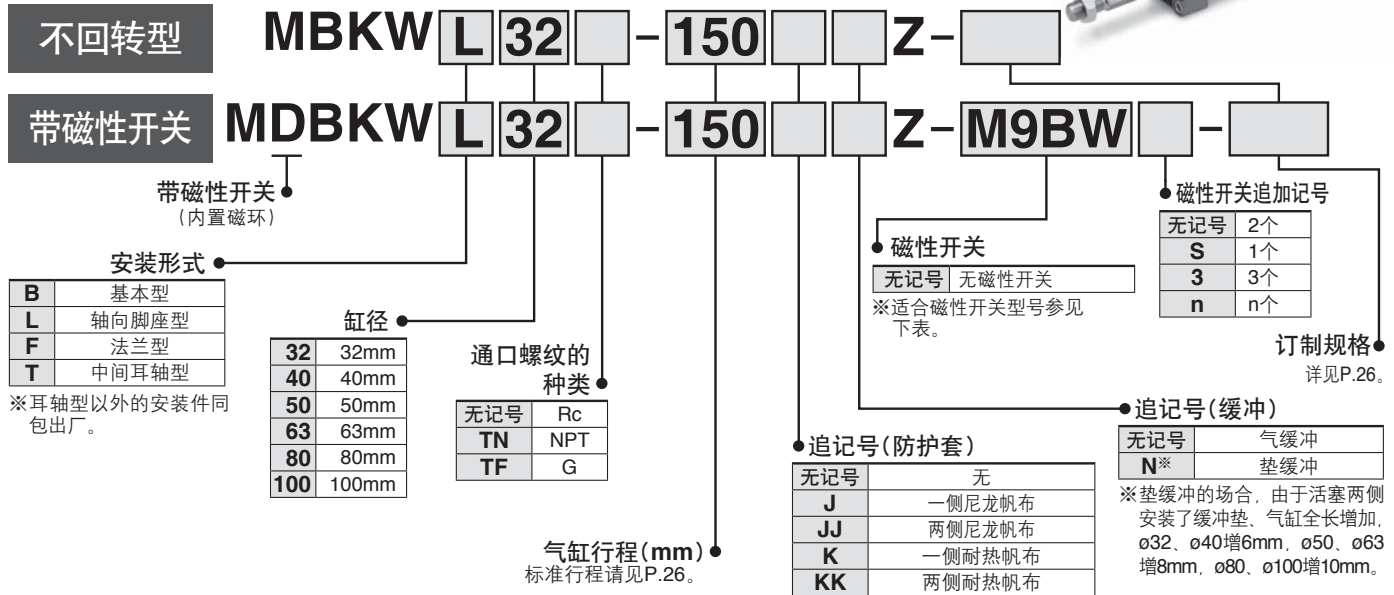 不回转型 MBKW L 32 -150 Z-
带磁性开关 MDBKW L 32 -150 Z- M9BW -
带磁性开关
(内置磁环)
安装形式
B 基本型
L 轴向脚座型
F 法兰型
T 中间耳轴型
※耳轴型以外的安装件同
包出厂。
缸径
32 32mm
40 40mm
50 50mm
63 63mm
80 80mm
100 100mm
通口螺纹的
种类
无记号 Rc
TN NPT
TF G
气缸行程(mm)
标准行程请见P.26。
追记号(防护套)
无记号 无
J 一侧尼龙帆布
JJ 两侧尼龙帆布
K 一侧耐热帆布
KK 两侧耐热帆布
磁性开关
无记号 无磁性开关
※适合磁性开关型号参见
下表。
磁性开关追加记号
无记号 2个
S 1个
3 3个
n n个
订制规格
详见P.26。
追记号(缓冲)
无记号 气缓冲
N※ 垫缓冲
※垫缓冲的场合, 由于活塞两侧
安装了缓冲垫、气缸全长增加,
ø32、ø40增6mm, ø50、ø63
增8mm, ø80、ø100增10mm。